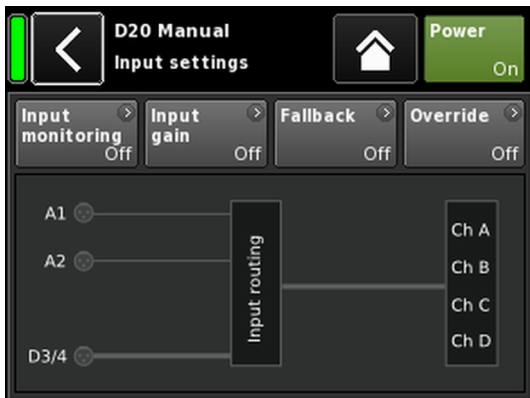 D20 Manual
Input settings
Power
On
Input monitoring
Off
Input gain
Off
Fallback
Off
Override
Off
A1
A2
D3/4
Input routing
Ch A
Ch B
Ch C
Ch D